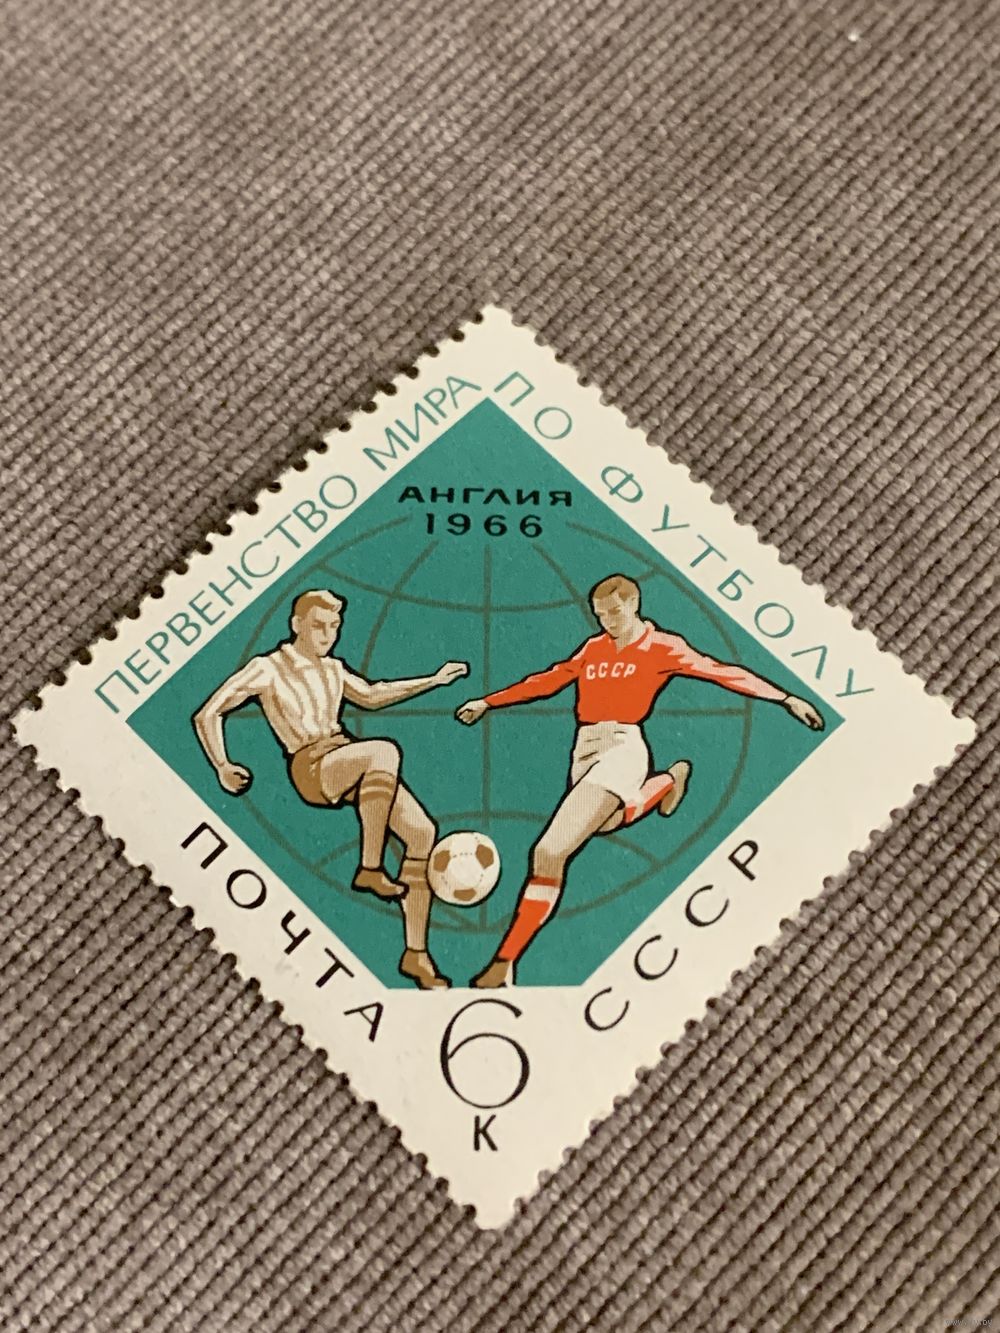 ПЕРВЕНСТВО МИРА
ПО ФУТБОЛУ
АНГЛИЯ
1966
СССР
ПОЧТА
СССР
6
К